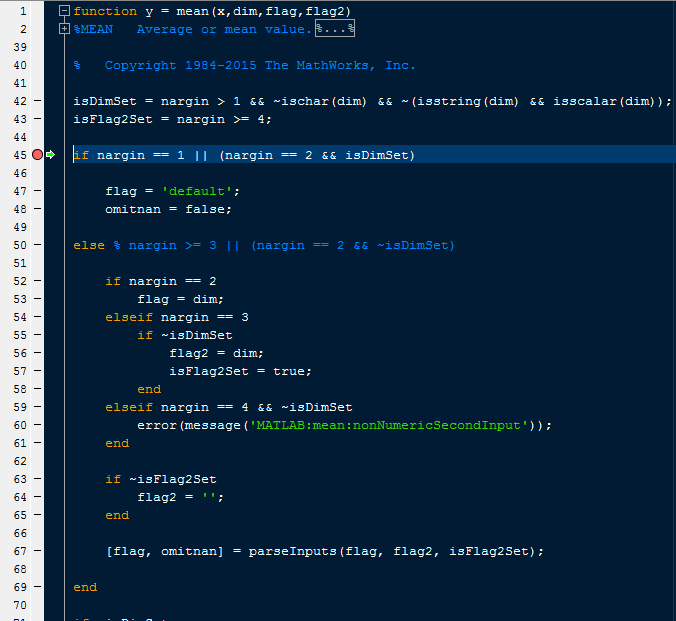 1 function y = mean(x,dim,flag,flag2)
2 %MEAN   Average or mean value. %...%
39
40 %   Copyright 1984-2015 The MathWorks, Inc.
41
42 – isDimSet = nargin > 1 && ~ischar(dim) && ~(isstring(dim) && isscalar(dim));
43 – isFlag2Set = nargin >= 4;
44
45 if nargin == 1 || (nargin == 2 && isDimSet)
46
47 –     flag = 'default';
48 –     omitnan = false;
49
50 – else % nargin >= 3 || (nargin == 2 && ~isDimSet)
51
52 –     if nargin == 2
53 –         flag = dim;
54 –     elseif nargin == 3
55 –         if ~isDimSet
56 –             flag2 = dim;
57 –             isFlag2Set = true;
58 –         end
59 –     elseif nargin == 4 && ~isDimSet
60 –         error(message('MATLAB:mean:nonNumericSecondInput'));
61 –     end
62
63 –     if ~isFlag2Set
64 –         flag2 = '';
65 –     end
66
67 –     [flag, omitnan] = parseInputs(flag, flag2, isFlag2Set);
68
69 – end
70